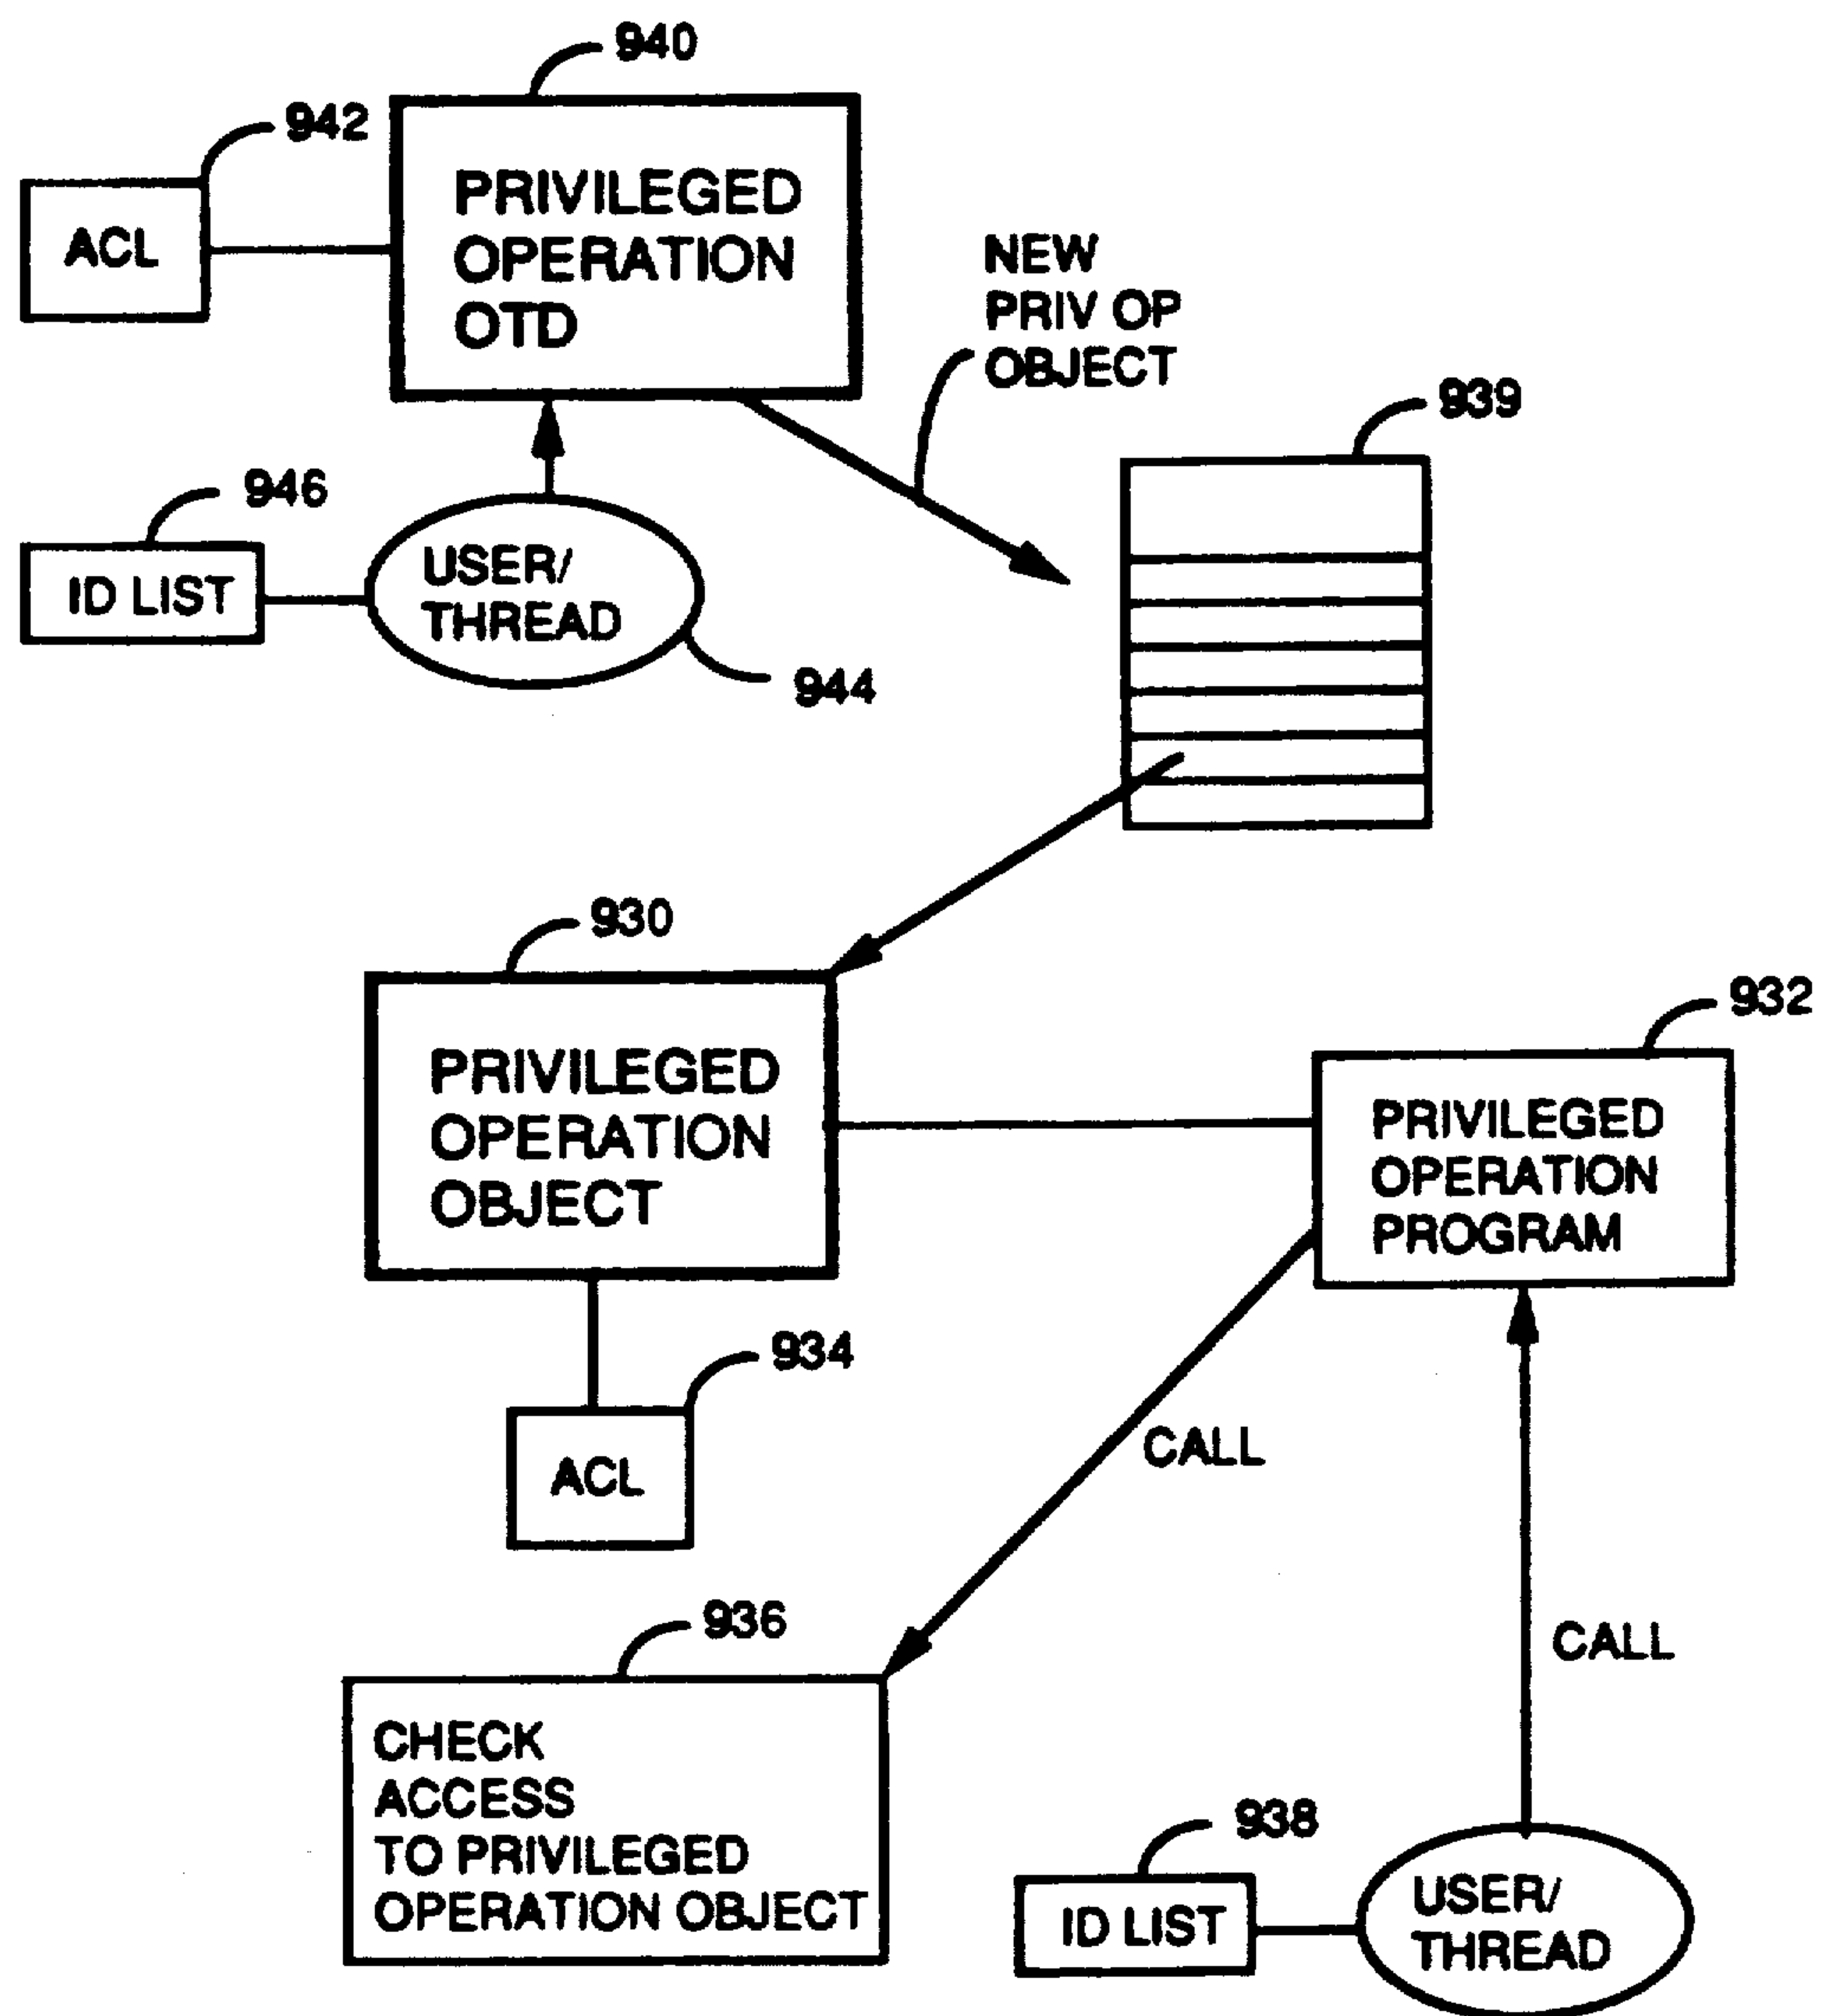 940
942
ACL
PRIVILEGED
OPERATION
OTD
NEW
PRIV OP
OBJECT
939
946
ID LIST
USER/
THREAD
944
930
PRIVILEGED
OPERATION
OBJECT
932
PRIVILEGED
OPERATION
PROGRAM
934
ACL
CALL
CALL
936
CHECK
ACCESS
TO PRIVILEGED
OPERATION OBJECT
938
ID LIST
USER/
THREAD